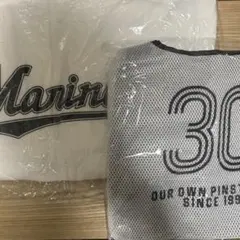 Marin
30
OUR OWN PINST
SINCE 199